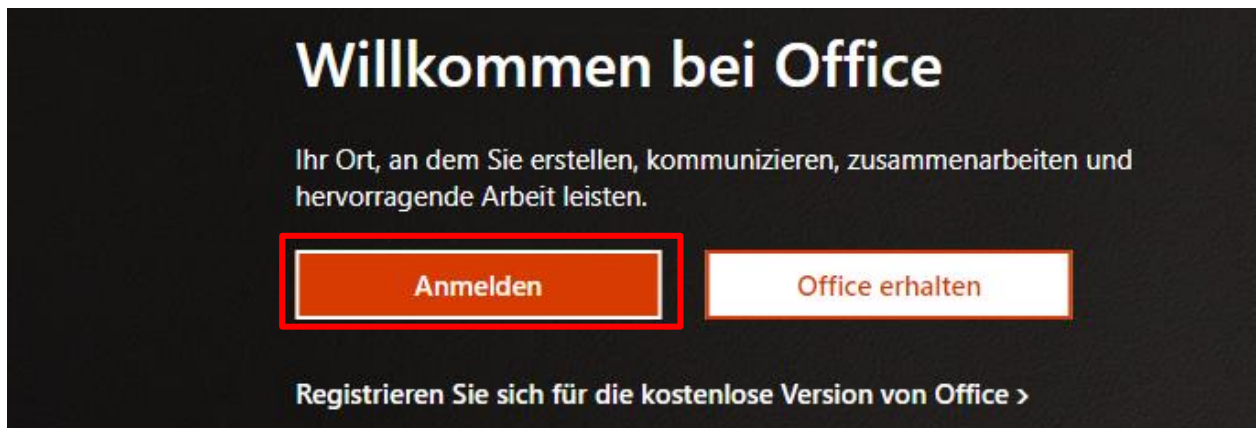 Willkommen bei Office
Ihr Ort, an dem Sie erstellen, kommunizieren, zusammenarbeiten und
hervorragende Arbeit leisten.
Anmelden
Office erhalten
Registrieren Sie sich für die kostenlose Version von Office >